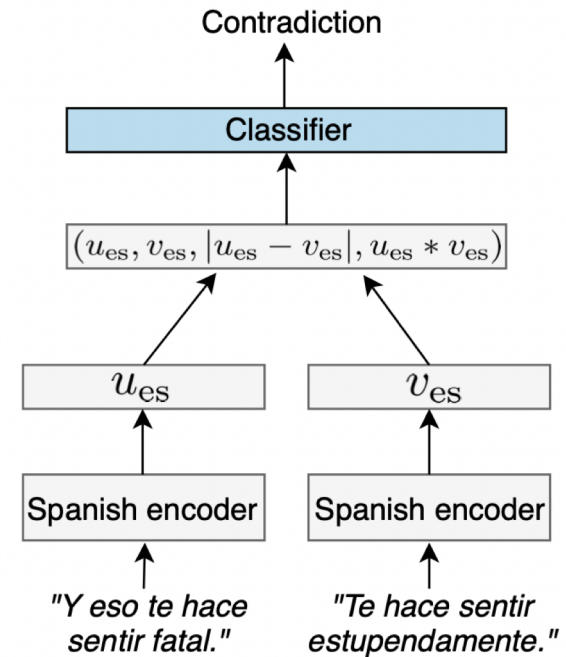 Contradiction
Classifier
(u_es, v_es, |u_es − v_es|, u_es * v_es)
u_es
v_es
Spanish encoder
Spanish encoder
"Y eso te hace
sentir fatal."
"Te hace sentir
estupendamente."